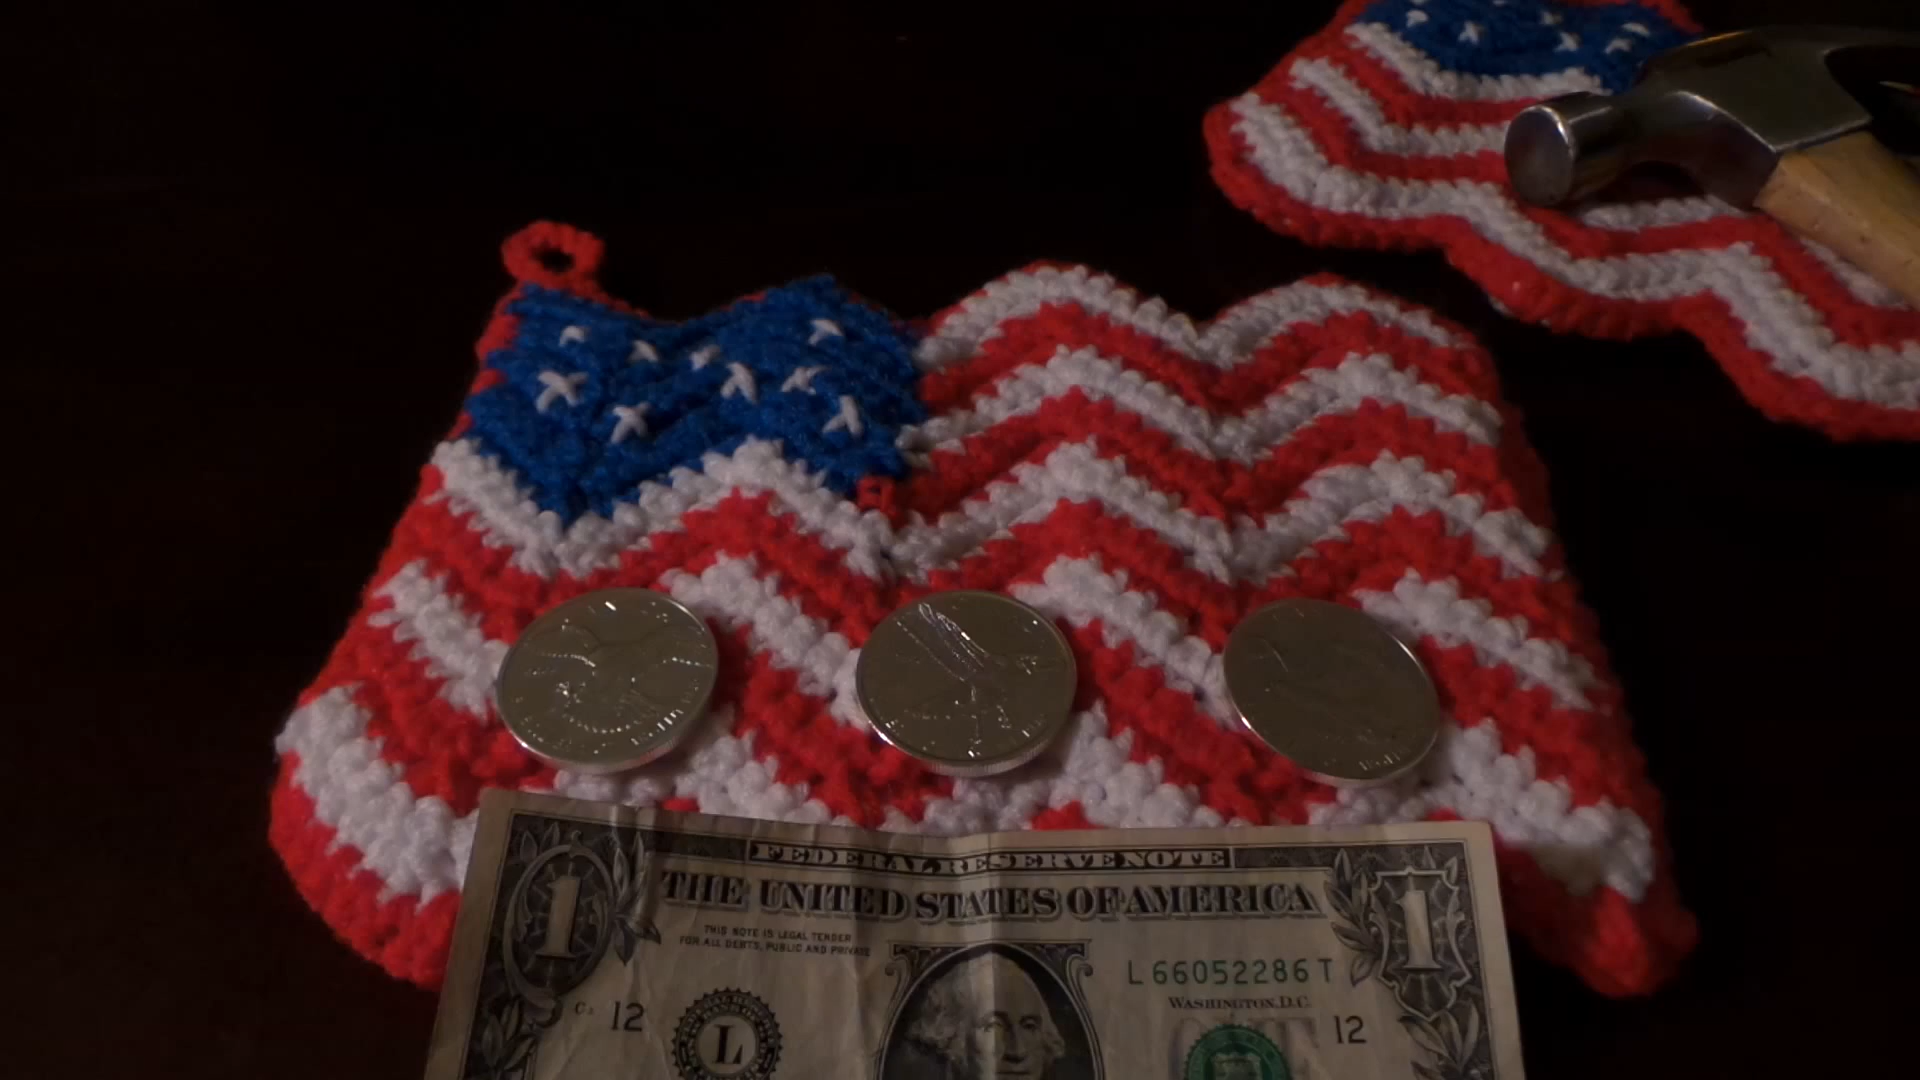 FEDERAL RESERVE NOTE
THE UNITED STATES OF AMERICA
1
1
THIS NOTE IS LEGAL TENDER
FOR ALL DEBTS, PUBLIC AND PRIVATE
L 66052286 T
WASHINGTON, D.C.
12
12
L